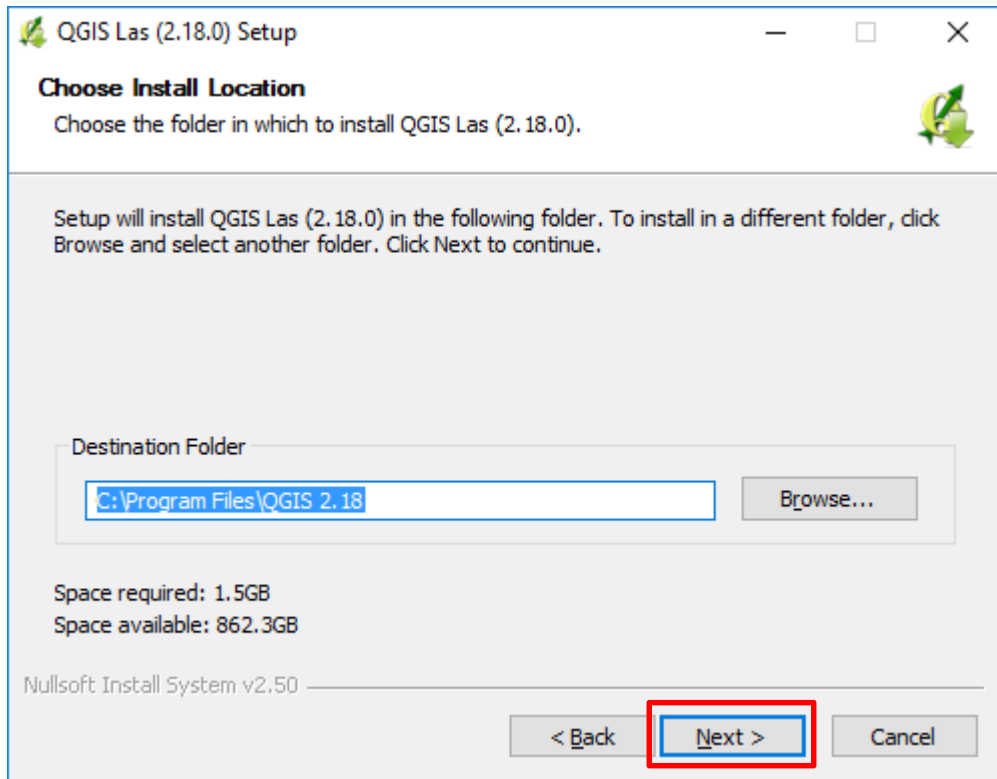 QGIS Las (2.18.0) Setup
Choose Install Location
Choose the folder in which to install QGIS Las (2.18.0).
Setup will install QGIS Las (2.18.0) in the following folder. To install in a different folder, click
Browse and select another folder. Click Next to continue.
Destination Folder
C:\Program Files\QGIS 2.18
Browse...
Space required: 1.5GB
Space available: 862.3GB
Nullsoft Install System v2.50
< Back
Next >
Cancel